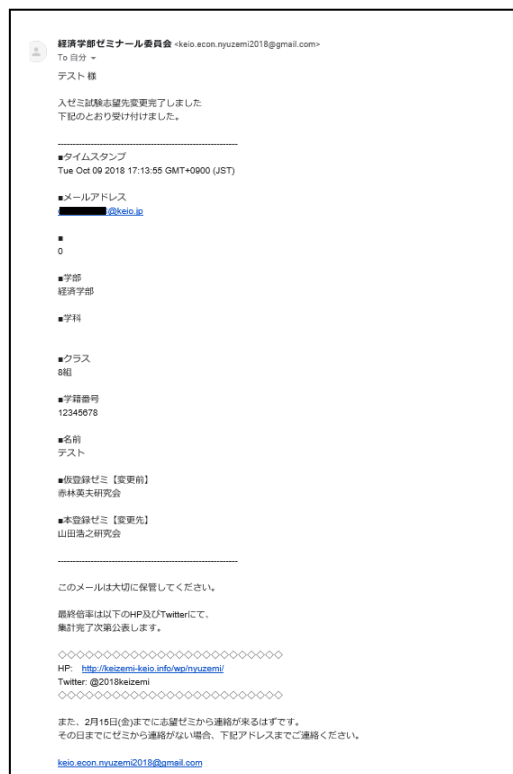 経済学部ゼミナール委員会 <keio.econ.nyuzemi2018@gmail.com>
To 自分
テスト 様
入ゼミ試験志望先変更完了しました
下記のとおり受け付けました。
------------------------------------------------------------
■タイムスタンプ
Tue Oct 09 2018 17:13:55 GMT+0900 (JST)
■メールアドレス
@keio.jp
■
0
■学部
経済学部
■学科
■クラス
8組
■学籍番号
12345678
■名前
テスト
■仮登録ゼミ【変更前】
赤林英夫研究会
■本登録ゼミ【変更先】
山田浩之研究会
------------------------------------------------------------
このメールは大切に保管してください。
最終倍率は以下のHP及びTwitterにて、
集計完了次第公表します。
◇◇◇◇◇◇◇◇◇◇◇◇◇◇◇◇◇◇◇◇◇◇◇
HP: http://keizemi-keio.info/wp/nyuzemi/
Twitter: @2018keizemi
◇◇◇◇◇◇◇◇◇◇◇◇◇◇◇◇◇◇◇◇◇◇◇
また、2月15日(金)までに志望ゼミから連絡が来るはずです。
その日までにゼミから連絡がない場合、下記アドレスまでご連絡ください。
keio.econ.nyuzemi2018@gmail.com